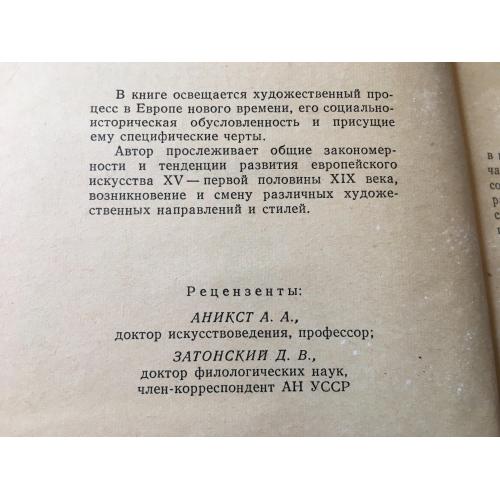 В книге освещается художественный про-
цесс в Европе нового времени, его социально-
историческая обусловленность и присущие
ему специфические черты.
Автор прослеживает общие закономер-
ности и тенденции развития европейского
искусства XV — первой половины XIX века,
возникновение и смену различных художе-
ственных направлений и стилей.
Рецензенты:
АНИКСТ А. А.,
доктор искусствоведения, профессор;
ЗАТОНСКИЙ Д. В.,
доктор филологических наук,
член-корреспондент АН УССР